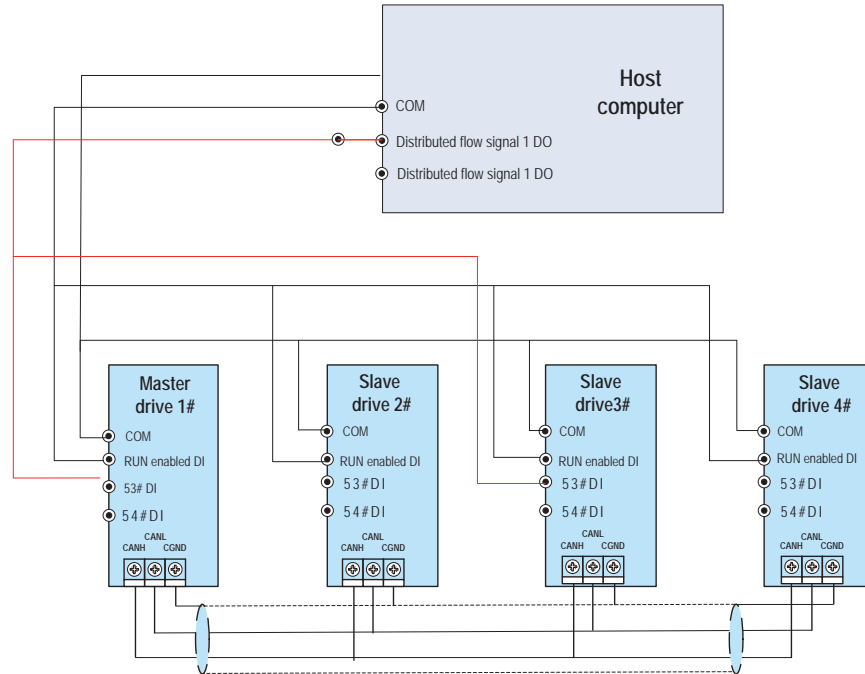 Host
computer
COM
Distributed flow signal 1 DO
Distributed flow signal 1 DO
Master
drive 1#
COM
RUN enabled DI
53# DI
54#DI
CANL
CANH CGND
Slave
drive 2#
COM
RUN enabled DI
53#DI
54#DI
CANL
CANH CGND
Slave
drive3#
COM
RUN enabled DI
53#DI
54#DI
CANL
CANH CGND
Slave
drive 4#
COM
RUN enabled DI
53#DI
54#DI
CANL
CANH CGND